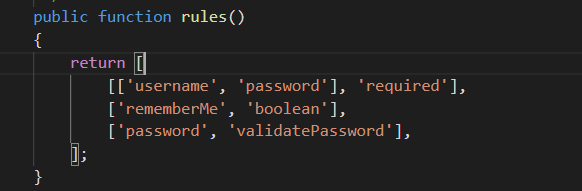 public function rules()
{
    return [
        [['username', 'password'], 'required'],
        ['rememberMe', 'boolean'],
        ['password', 'validatePassword'],
    ];
}